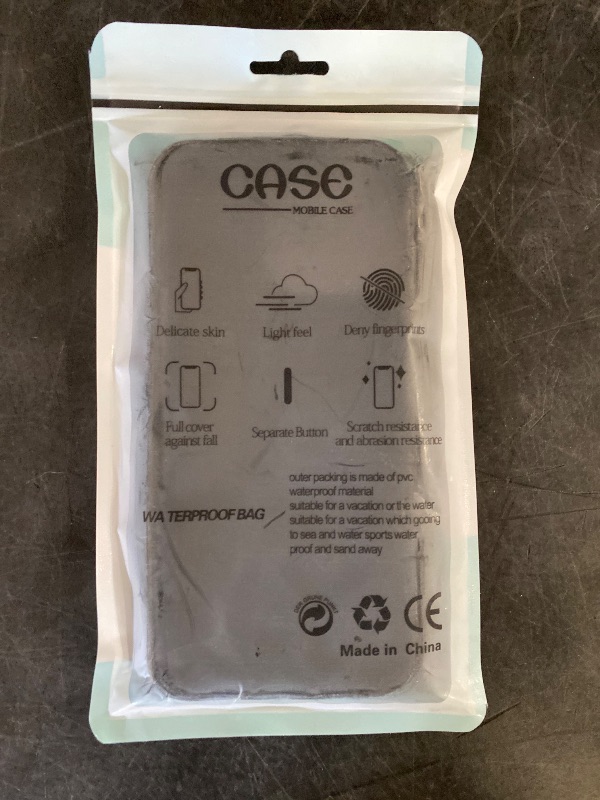 CASE
MOBILE CASE
Delicate skin
Light feel
Deny fingerprints
Full cover
against fall
Separate Button
Scratch resistance
and abrasion resistance
WA TERPROOF BAG
outer packing is made of pvc
waterproof material
suitable for a vacation or the water
suitable for a vacation which gooing
to sea and water sports water
proof and sand away
CE
Made in China